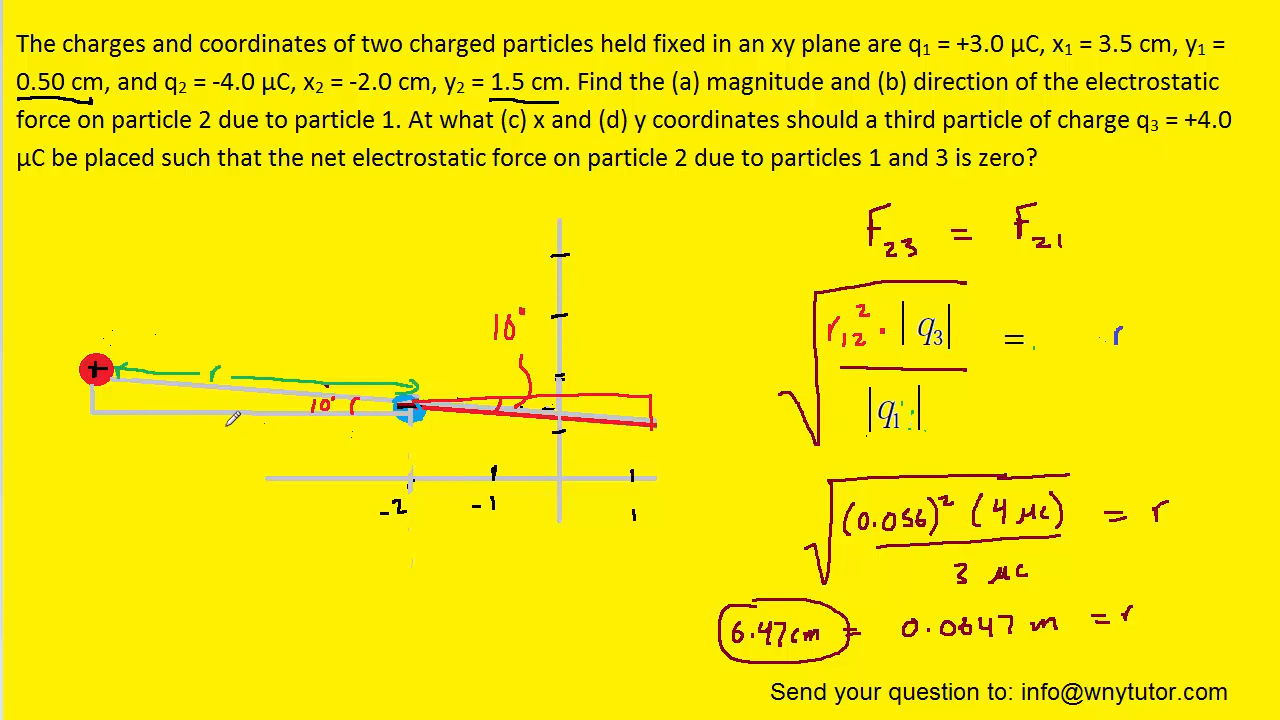 The charges and coordinates of two charged particles held fixed in an xy plane are q₁ = +3.0 μC, x₁ = 3.5 cm, y₁ =
0.50 cm, and q₂ = -4.0 μC, x₂ = -2.0 cm, y₂ = 1.5 cm. Find the (a) magnitude and (b) direction of the electrostatic
force on particle 2 due to particle 1. At what (c) x and (d) y coordinates should a third particle of charge q₃ = +4.0
μC be placed such that the net electrostatic force on particle 2 due to particles 1 and 3 is zero?
F₂₃ = F₂₁
√(r₁₂² · |q₃| / |q₁|) = r
10°
+ r -
10°
-2 -1 1
√((0.056)² (4 μC) / 3 μC) = r
6.47cm = 0.0647 m = r
Send your question to: info@wnytutor.com